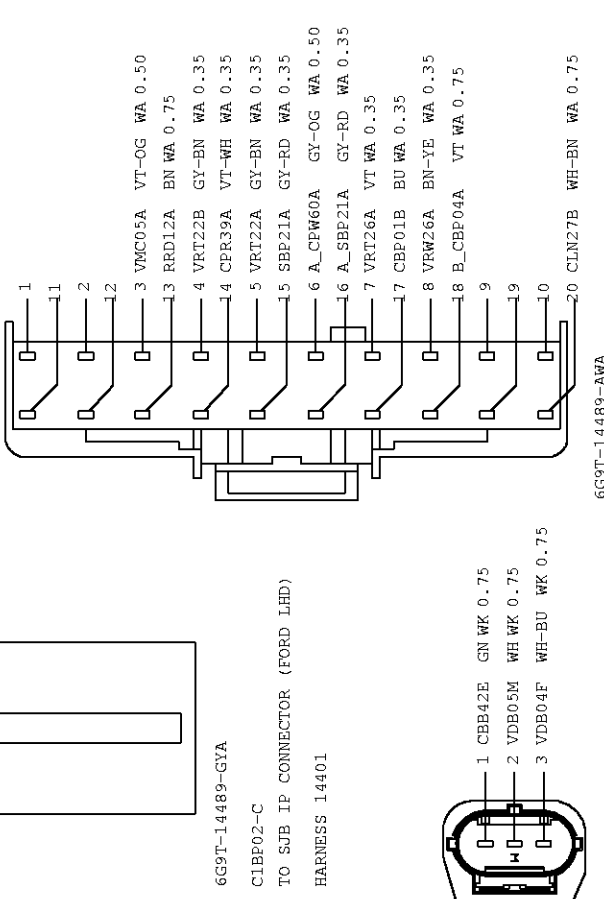 1
11
2
12
3 VMC05A VT-OG WA 0.50
13 RRD12A BN WA 0.75
4 VRT22B GY-BN WA 0.35
14 CPR39A VT-WH WA 0.35
5 VRT22A GY-BN WA 0.35
15 SBP21A GY-RD WA 0.35
6 A_CPW60A GY-OG WA 0.50
16 A_SBP21A GY-RD WA 0.35
7 VRT26A VT WA 0.35
17 CBP01B BU WA 0.35
8 VRW26A BN-YE WA 0.35
18 B_CBP04A VT WA 0.75
9
19
10
20 CLN27B WH-BN WA 0.75
6G9T-14489-AWA
6G9T-14489-GYA
C1BP02-C
TO SJB IP CONNECTOR (FORD LHD)
HARNESS 14401
1 CBB42E GN WK 0.75
2 VDB05M WH WK 0.75
3 VDB04F WH-BU WK 0.75
M